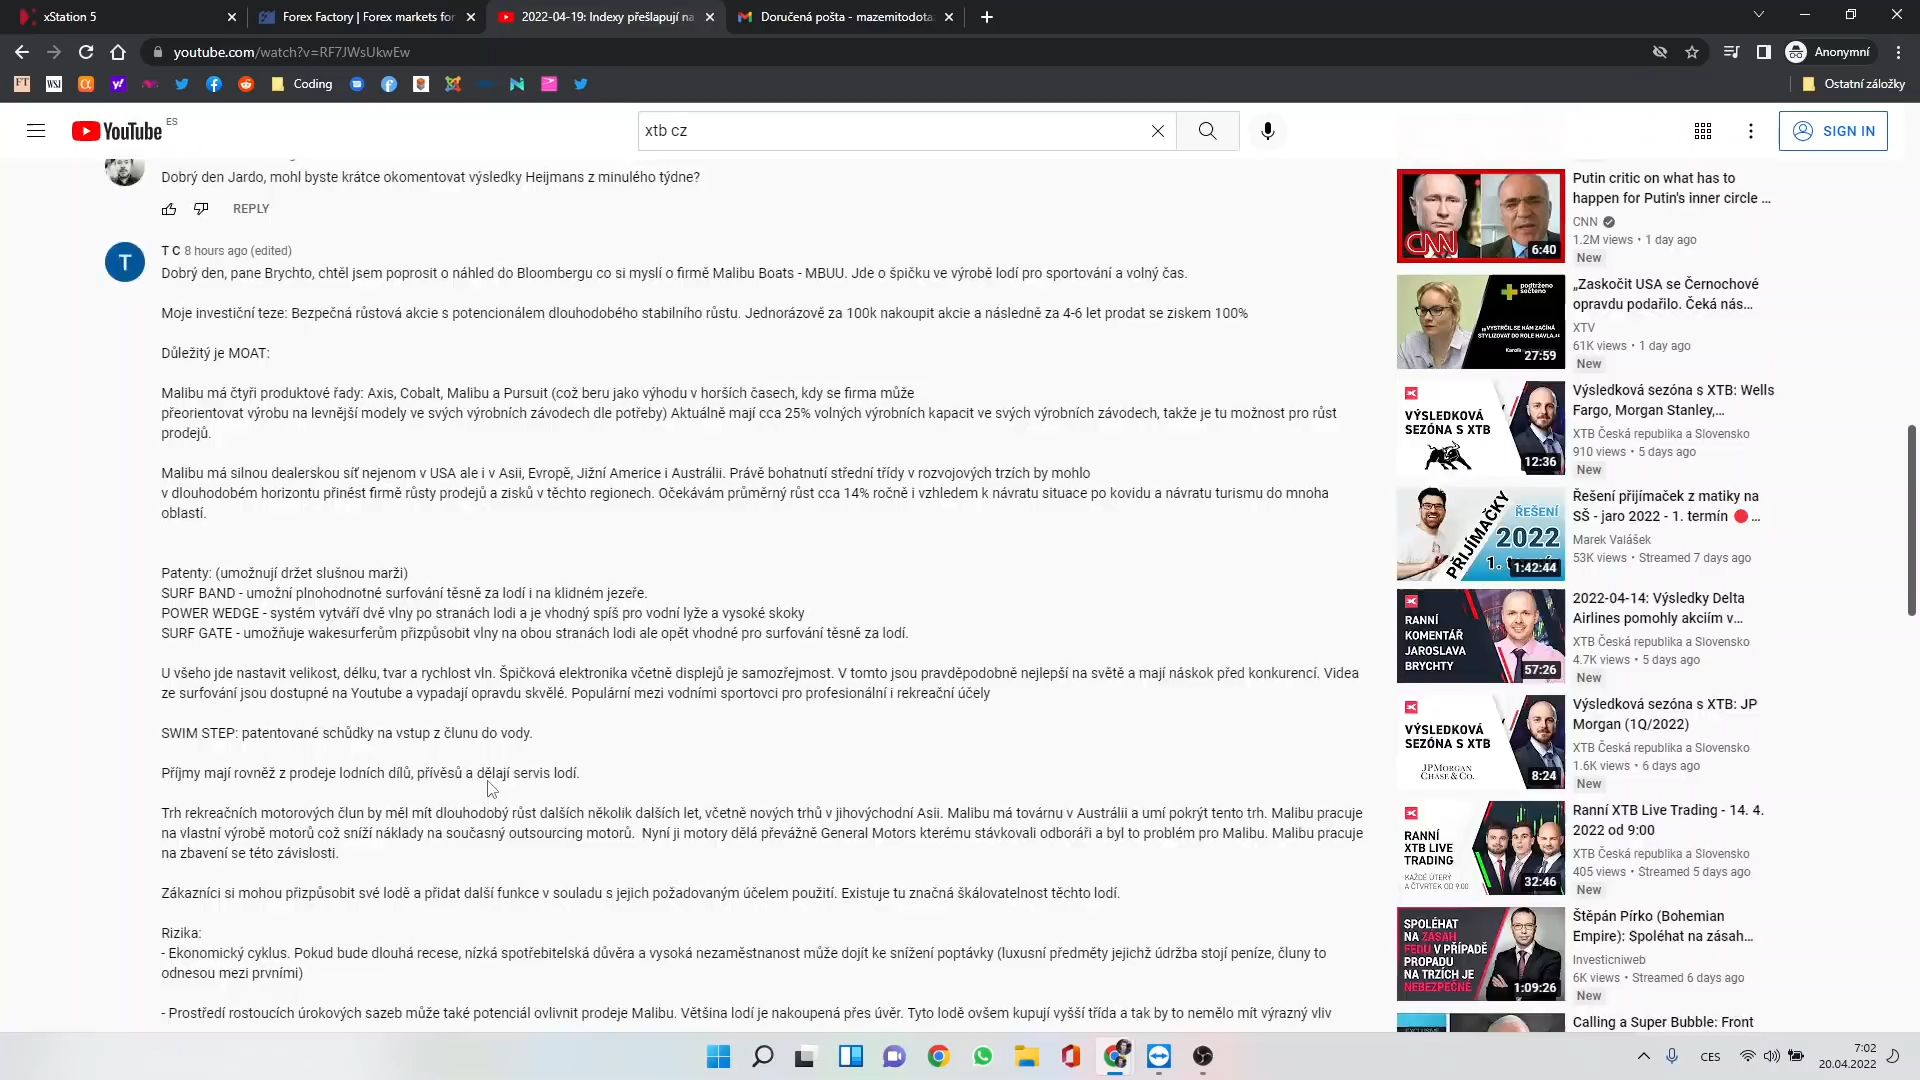 xStation 5
Forex Factory | Forex markets for
2022-04-19: Indexy přešlapují na
Doručená pošta - mazemitodota
youtube.com/watch?v=RF7JWsUkwEw
Anonymní
FT
WSJ
Coding
Ostatní záložky
YouTube ES
xtb cz
SIGN IN
Dobrý den Jardo, mohl byste krátce okomentovat výsledky Heijmans z minulého týdne?
REPLY
T
T C 8 hours ago (edited)
Dobrý den, pane Brychto, chtěl jsem poprosit o náhled do Bloombergu co si myslí o firmě Malibu Boats - MBUU. Jde o špičku ve výrobě lodí pro sportování a volný čas.
Moje investiční teze: Bezpečná růstová akcie s potencionálem dlouhodobého stabilního růstu. Jednorázově za 100k nakoupit akcie a následně za 4-6 let prodat se ziskem 100%
Důležitý je MOAT:
Malibu má čtyři produktové řady: Axis, Cobalt, Malibu a Pursuit (což beru jako výhodu v horších časech, kdy se firma může
přeorientovat výrobu na levnější modely ve svých výrobních závodech dle potřeby) Aktuálně mají cca 25% volných výrobních kapacit ve svých výrobních závodech, takže je tu možnost pro růst
prodejů.
Malibu má silnou dealerskou síť nejenom v USA ale i v Asii, Evropě, Jižní Americe i Austrálii. Právě bohatnutí střední třídy v rozvojových trzích by mohlo
v dlouhodobém horizontu přinést firmě růsty prodejů a zisků v těchto regionech. Očekávám průměrný růst cca 14% ročně i vzhledem k návratu situace po kovidu a návratu turismu do mnoha
oblastí.
Patenty: (umožnují držet slušnou marži)
SURF BAND - umožní plnohodnotné surfování těsně za lodí i na klidném jezeře.
POWER WEDGE - systém vytváří dvě vlny po stranách lodi a je vhodný spíš pro vodní lyže a vysoké skoky
SURF GATE - umožňuje wakesurferům přizpůsobit vlny na obou stranách lodi ale opět vhodné pro surfování těsně za lodí.
U všeho jde nastavit velikost, délku, tvar a rychlost vln. Špičková elektronika včetně displejů je samozřejmost. V tomto jsou pravděpodobně nejlepší na světě a mají náskok před konkurencí. Videa
ze surfování jsou dostupné na Youtube a vypadají opravdu skvělé. Populární mezi vodními sportovci pro profesionální i rekreační účely
SWIM STEP: patentované schůdky na vstup z člunu do vody.
Příjmy mají rovněž z prodeje lodních dílů, přívěsů a dělají servis lodí.
Trh rekreačních motorových člun by měl mít dlouhodobý růst dalších několik dalších let, včetně nových trhů v jihovýchodní Asii. Malibu má továrnu v Austrálii a umí pokrýt tento trh. Malibu pracuje
na vlastní výrobě motorů což sníží náklady na současný outsourcing motorů. Nyní ji motory dělá převážně General Motors kterému stávkovali odboráři a byl to problém pro Malibu. Malibu pracuje
na zbavení se této závislosti.
Zákazníci si mohou přizpůsobit své lodě a přidat další funkce v souladu s jejich požadovaným účelem použití. Existuje tu značná škálovatelnost těchto lodí.
Rizika:
- Ekonomický cyklus. Pokud bude dlouhá recese, nízká spotřebitelská důvěra a vysoká nezaměstnanost může dojít ke snížení poptávky (luxusní předměty jejichž údržba stojí peníze, čluny to
odnesou mezi prvními)
- Prostředí rostoucích úrokových sazeb může také potenciál ovlivnit prodeje Malibu. Většina lodí je nakoupená přes úvěr. Tyto lodě ovšem kupují vyšší třída a tak by to nemělo mít výrazný vliv
CNN
6:40
Putin critic on what has to
happen for Putin's inner circle ...
CNN
1.2M views • 1 day ago
New
podtrženo
sečteno
„VYSTRČIL SE NÁM ZAČÍNÁ
STYLIZOVAT DO ROLE HAVLA.“
27:59
„Zaskočit USA se Černochové
opravdu podařilo. Čeká nás...
XTV
61K views • 1 day ago
New
VÝSLEDKOVÁ
SEZÓNA S XTB
12:36
Výsledková sezóna s XTB: Wells
Fargo, Morgan Stanley,...
XTB Česká republika a Slovensko
910 views • 5 days ago
New
PŘIJÍMAČKY
ŘEŠENÍ
2022
1.
1:42:44
Řešení přijímaček z matiky na
SŠ - jaro 2022 - 1. termín ...
Marek Valášek
53K views • Streamed 7 days ago
RANNÍ
KOMENTÁŘ
JAROSLAVA
BRYCHTY
57:26
2022-04-14: Výsledky Delta
Airlines pomohly akciím v...
XTB Česká republika a Slovensko
4.7K views • 5 days ago
New
VÝSLEDKOVÁ
SEZÓNA S XTB
JPMORGAN
CHASE & CO.
8:24
Výsledková sezóna s XTB: JP
Morgan (1Q/2022)
XTB Česká republika a Slovensko
1.6K views • 6 days ago
New
RANNÍ
XTB LIVE
TRADING
KAŽDÉ ÚTERÝ
A ČTVRTEK OD 9:00
32:46
Ranní XTB Live Trading - 14. 4.
2022 od 9:00
XTB Česká republika a Slovensko
405 views • Streamed 5 days ago
New
SPOLÉHAT
NA ZÁSAH
FEDU V PŘÍPADĚ
PROPADU
NA TRZÍCH JE
NEBEZPEČNÉ
1:09:26
Štěpán Pírko (Bohemian
Empire): Spoléhat na zásah...
Investicniweb
6K views • Streamed 6 days ago
New
Calling a Super Bubble: Front
CES
7:02
20.04.2022